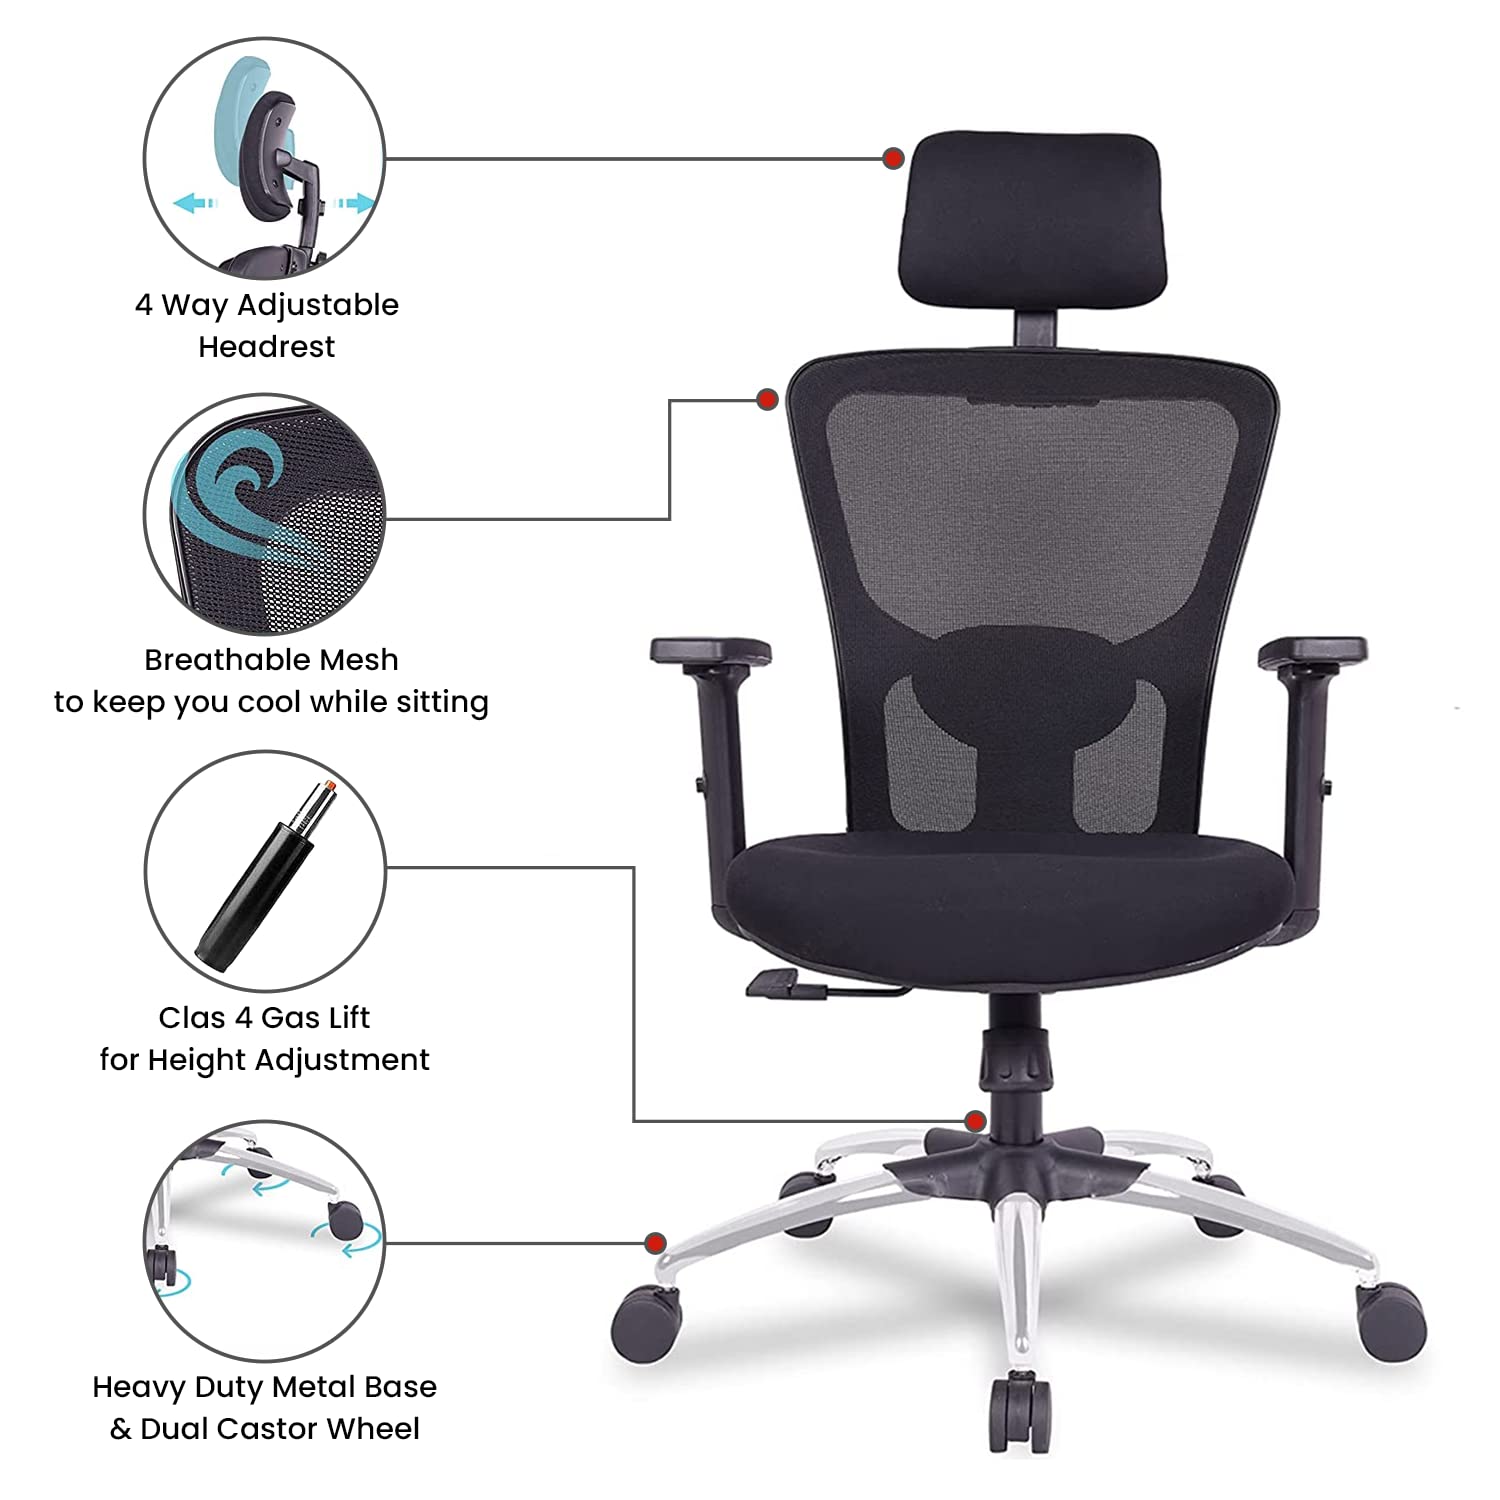 4 Way Adjustable
Headrest
Breathable Mesh
to keep you cool while sitting
Clas 4 Gas Lift
for Height Adjustment
Heavy Duty Metal Base
& Dual Castor Wheel